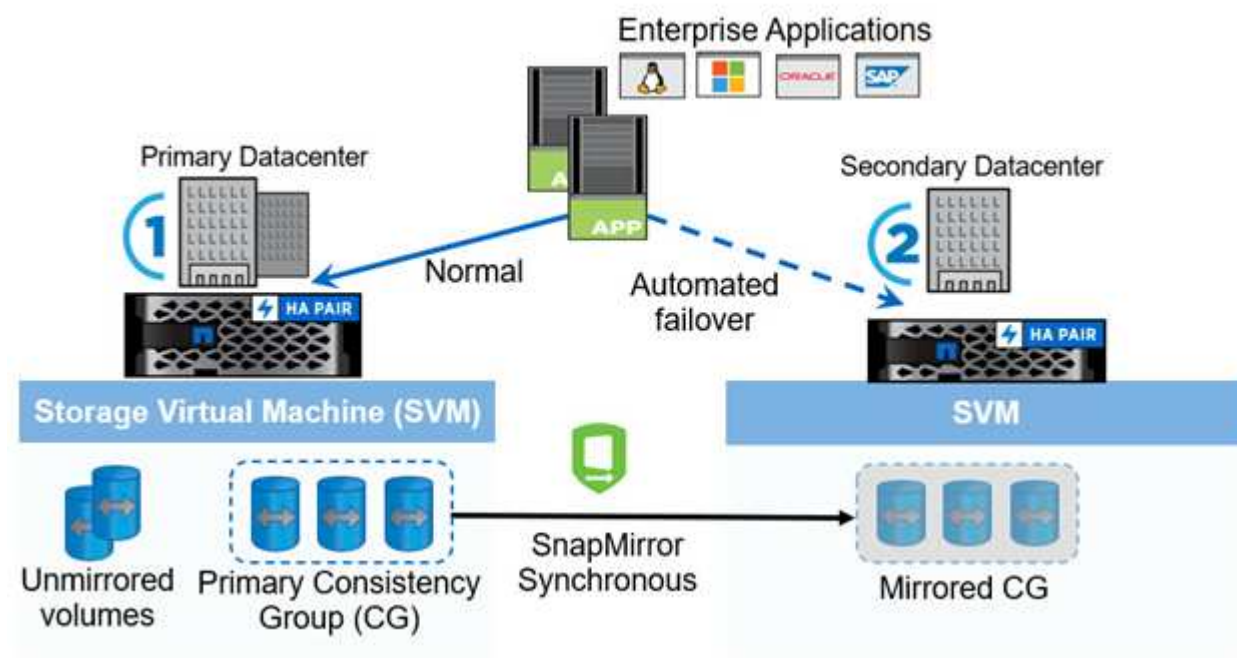 Enterprise Applications
ORACLE
SAP
Primary Datacenter
Secondary Datacenter
1
APP
2
Normal
Automated
failover
HA PAIR
HA PAIR
Storage Virtual Machine (SVM)
SVM
Unmirrored
volumes
Primary Consistency
Group (CG)
SnapMirror
Synchronous
Mirrored CG